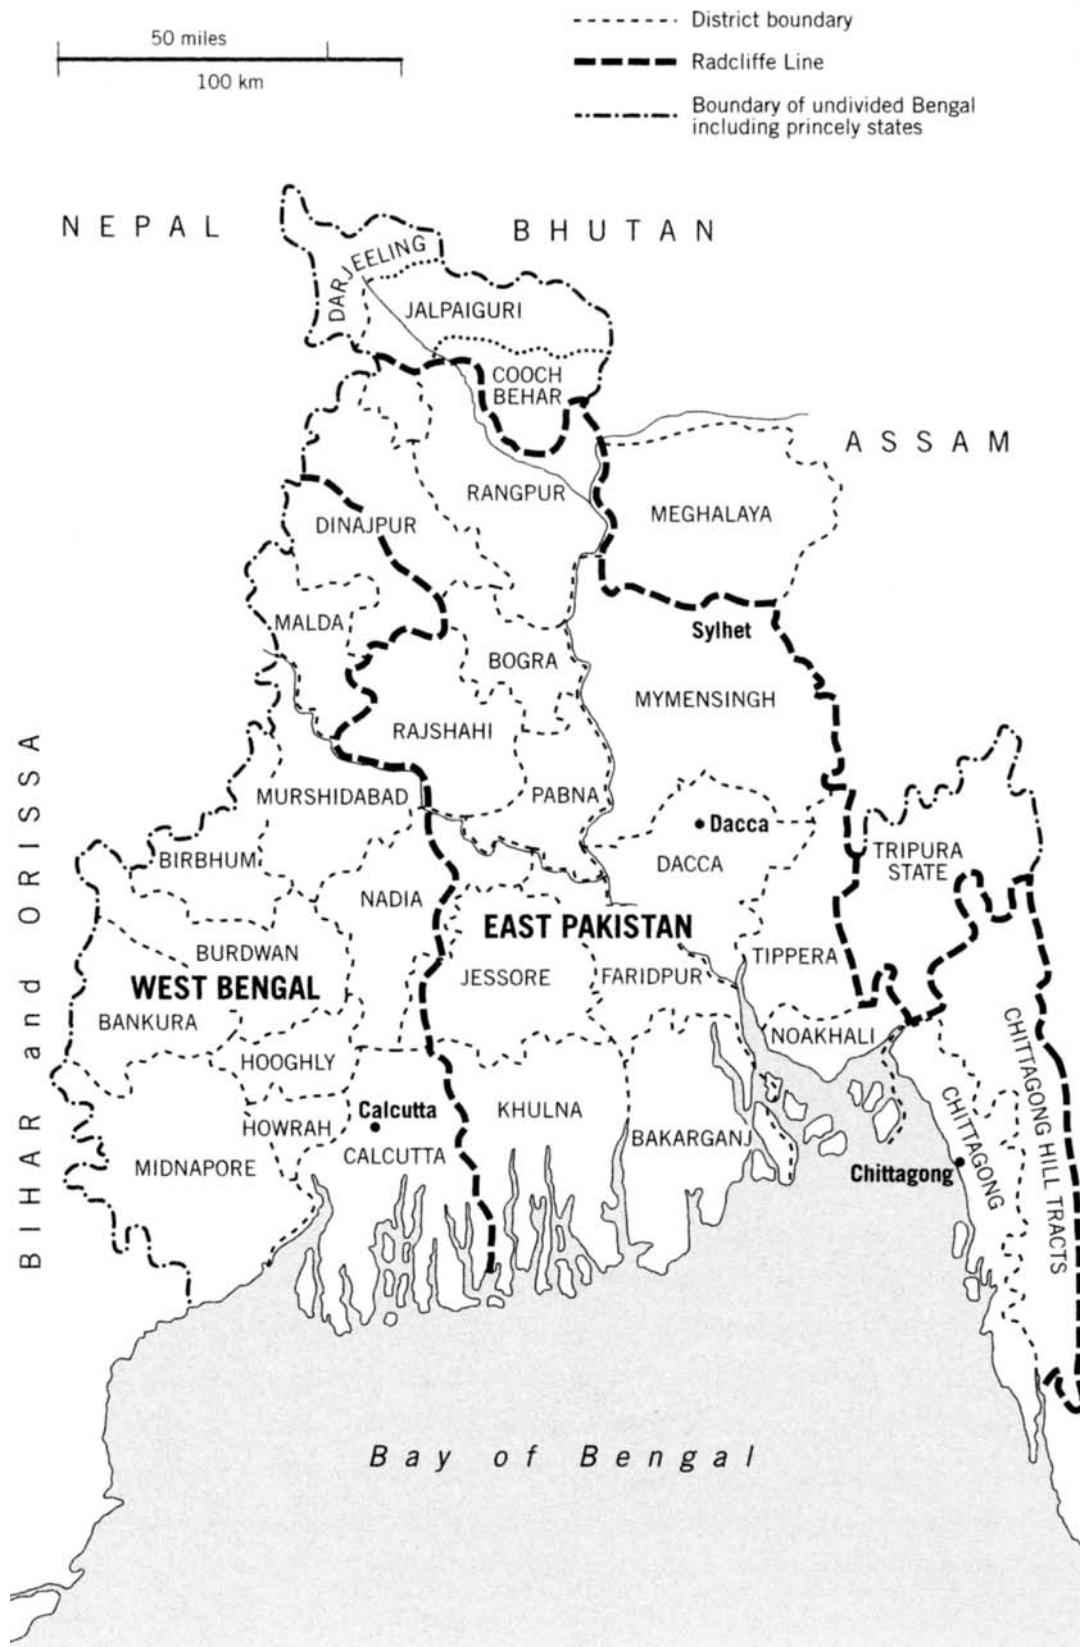 50 miles
100 km
District boundary
Radcliffe Line
Boundary of undivided Bengal
including princely states
NEPAL
BHUTAN
DARJEELING
JALPAIGURI
COOCH
BEHAR
ASSAM
RANGPUR
MEGHALAYA
DINAJPUR
MALDA
Sylhet
BOGRA
MYMENSINGH
RAJSHAHI
MURSHIDABAD
PABNA
Dacca
DACCA
BIRBHUM
TRIPURA
STATE
NADIA
EAST PAKISTAN
BURDWAN
WEST BENGAL
JESSORE
FARIDPUR
TIPPERA
BANKURA
NOAKHALI
HOOGHLY
CHITTAGONG HILL TRACTS
Calcutta
KHULNA
HOWRAH
BAKARGANJ
CHITTAGONG
MIDNAPORE
CALCUTTA
Chittagong
BIHAR and ORISSA
Bay of Bengal